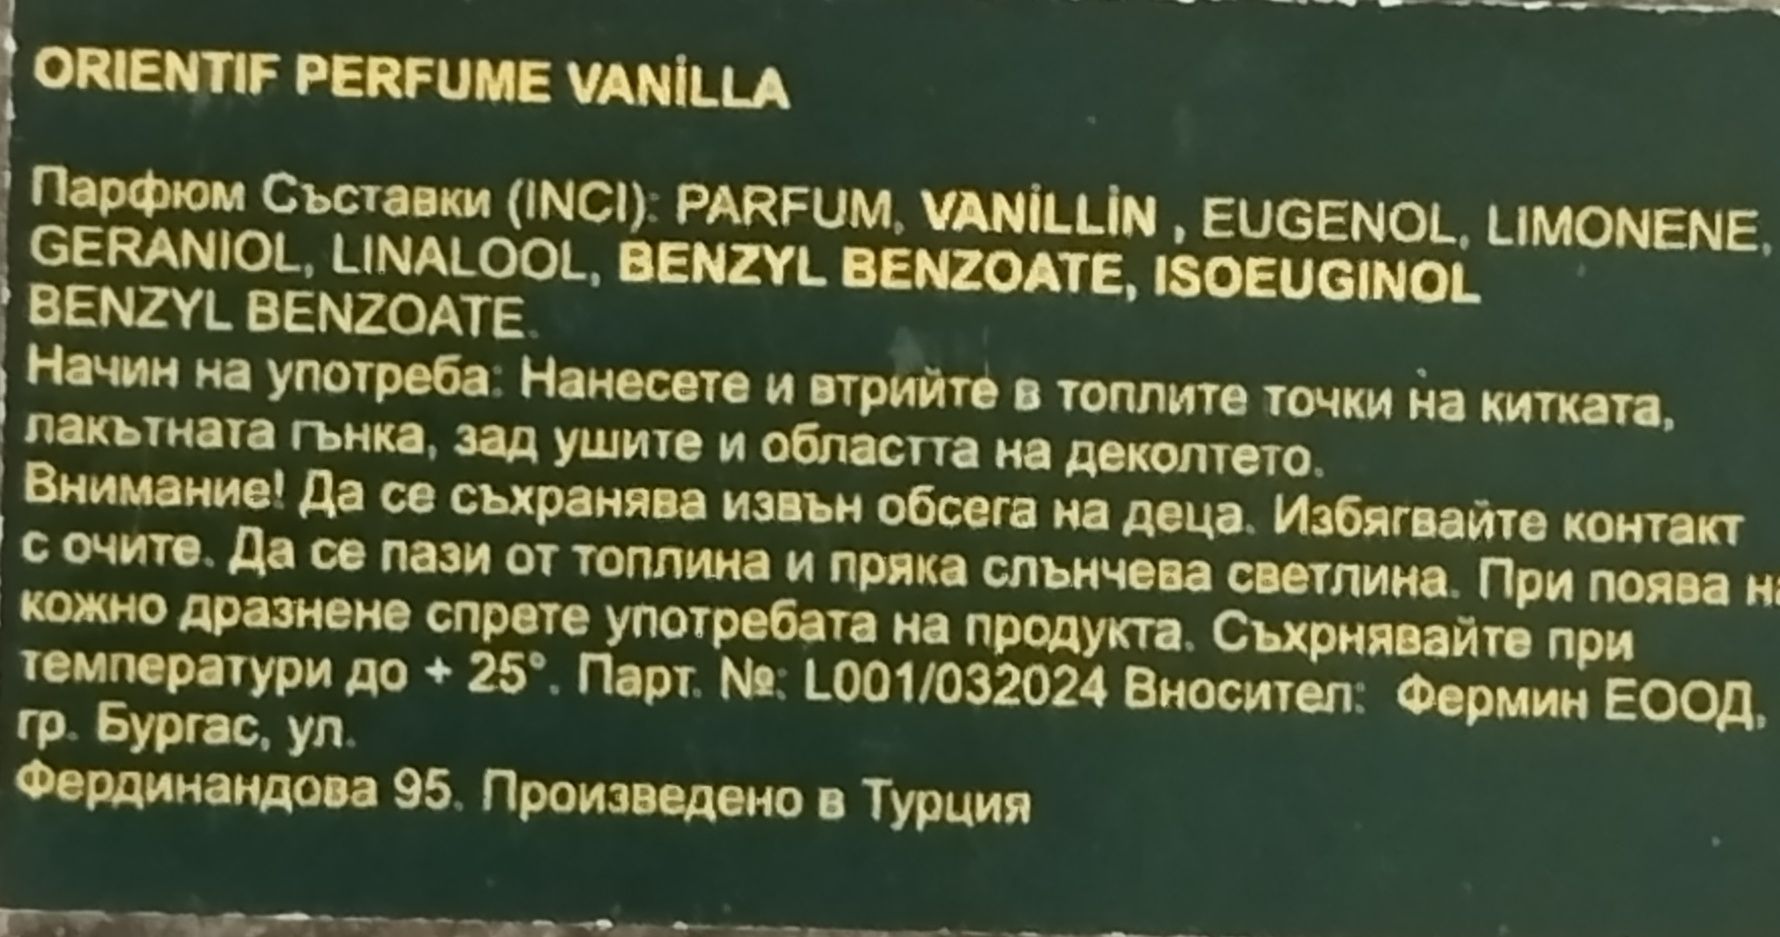 ORIENTIF PERFUME VANİLLA
Парфюм Съставки (INCI): PARFUM, VANİLLİN , EUGENOL, LIMONENE,
GERANIOL, LINALOOL, BENZYL BENZOATE, ISOEUGINOL
BENZYL BENZOATE.
Начин на употреба: Нанесете и втрийте в топлите точки на китката,
лакътната гънка, зад ушите и областта на деколтето.
Внимание! Да се съхранява извън обсега на деца. Избягвайте контакт
с очите. Да се пази от топлина и пряка слънчева светлина. При поява на
кожно дразнене спрете употребата на продукта. Съхрнявайте при
температури до + 25°. Парт. №: L001/032024 Вносител: Фермин ЕООД,
гр. Бургас, ул.
Фердинандова 95. Произведено в Турция